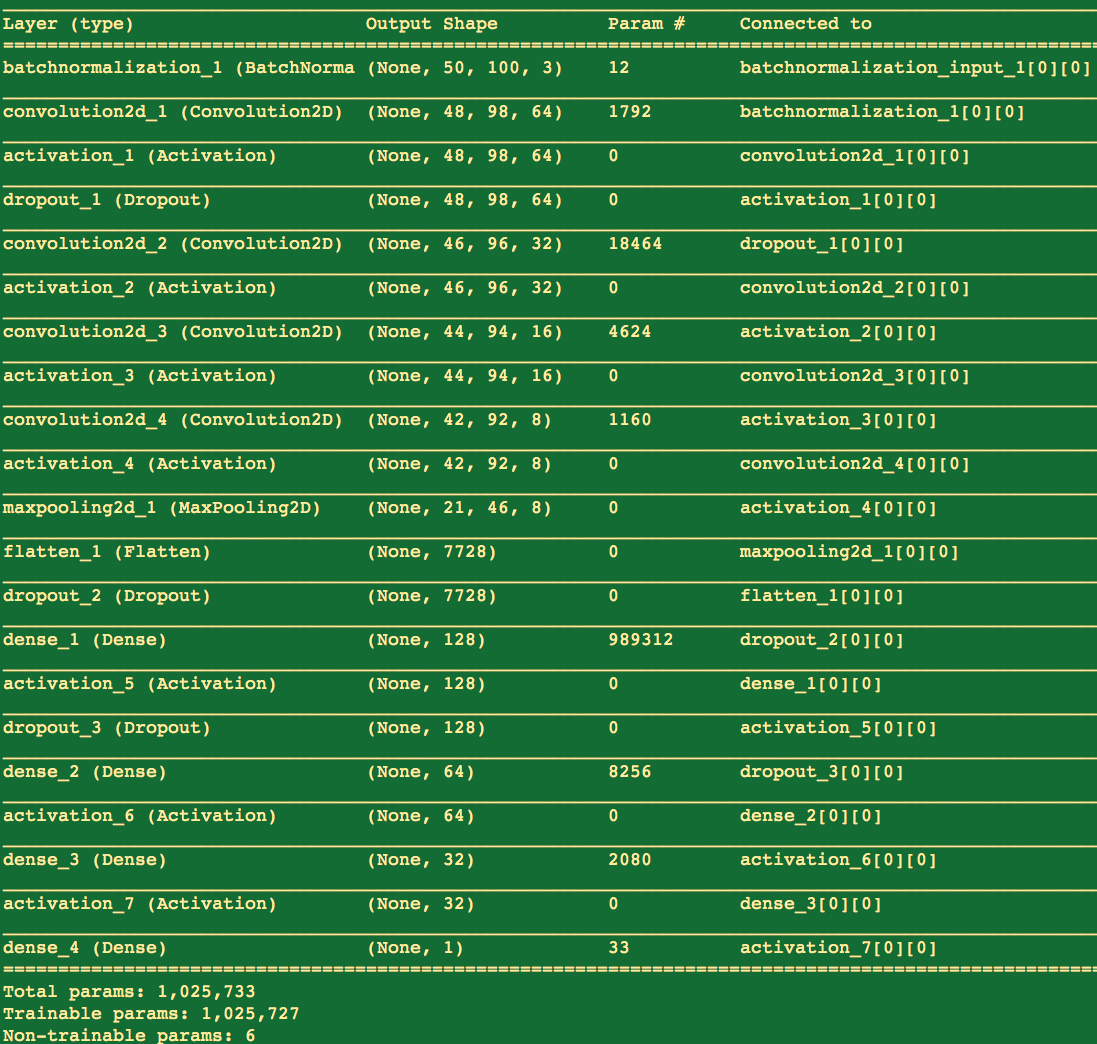 Layer (type) Output Shape Param # Connected to
batchnormalization_1 (BatchNorma (None, 50, 100, 3) 12 batchnormalization_input_1[0][0]
convolution2d_1 (Convolution2D) (None, 48, 98, 64) 1792 batchnormalization_1[0][0]
activation_1 (Activation) (None, 48, 98, 64) 0 convolution2d_1[0][0]
dropout_1 (Dropout) (None, 48, 98, 64) 0 activation_1[0][0]
convolution2d_2 (Convolution2D) (None, 46, 96, 32) 18464 dropout_1[0][0]
activation_2 (Activation) (None, 46, 96, 32) 0 convolution2d_2[0][0]
convolution2d_3 (Convolution2D) (None, 44, 94, 16) 4624 activation_2[0][0]
activation_3 (Activation) (None, 44, 94, 16) 0 convolution2d_3[0][0]
convolution2d_4 (Convolution2D) (None, 42, 92, 8) 1160 activation_3[0][0]
activation_4 (Activation) (None, 42, 92, 8) 0 convolution2d_4[0][0]
maxpooling2d_1 (MaxPooling2D) (None, 21, 46, 8) 0 activation_4[0][0]
flatten_1 (Flatten) (None, 7728) 0 maxpooling2d_1[0][0]
dropout_2 (Dropout) (None, 7728) 0 flatten_1[0][0]
dense_1 (Dense) (None, 128) 989312 dropout_2[0][0]
activation_5 (Activation) (None, 128) 0 dense_1[0][0]
dropout_3 (Dropout) (None, 128) 0 activation_5[0][0]
dense_2 (Dense) (None, 64) 8256 dropout_3[0][0]
activation_6 (Activation) (None, 64) 0 dense_2[0][0]
dense_3 (Dense) (None, 32) 2080 activation_6[0][0]
activation_7 (Activation) (None, 32) 0 dense_3[0][0]
dense_4 (Dense) (None, 1) 33 activation_7[0][0]
Total params: 1,025,733
Trainable params: 1,025,727
Non-trainable params: 6